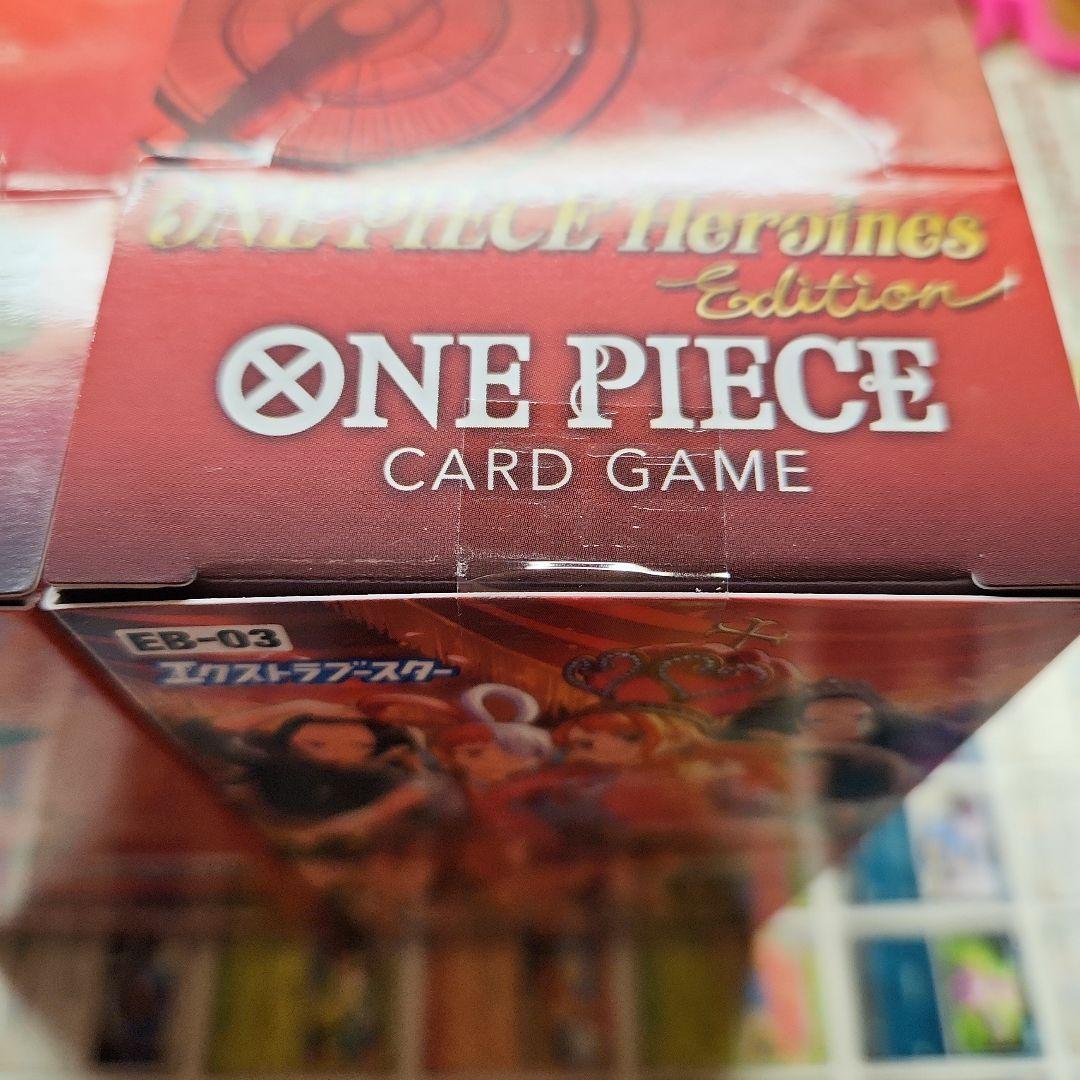 ONE PIECE Heroines
Edition
ONE PIECE
CARD GAME
EB-03
エクストラブースター